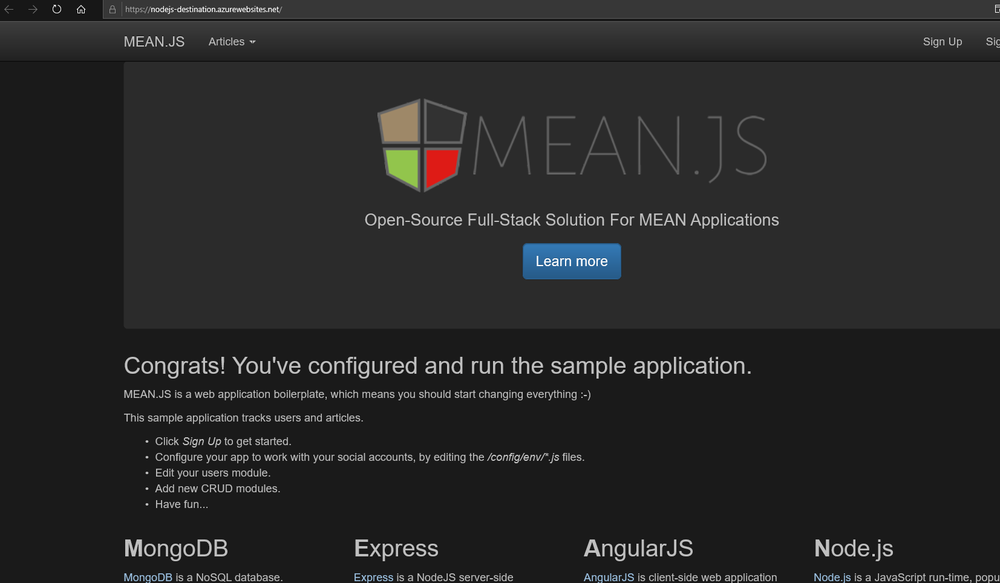 https://nodejs-destination.azurewebsites.net/
MEAN.JS Articles Sign Up
MEAN.JS
Open-Source Full-Stack Solution For MEAN Applications
Learn more
Congrats! You've configured and run the sample application.
MEAN.JS is a web application boilerplate, which means you should start changing everything :-)
This sample application tracks users and articles.
• Click Sign Up to get started.
• Configure your app to work with your social accounts, by editing the /config/env/*.js files.
• Edit your users module.
• Add new CRUD modules.
• Have fun...
MongoDB Express AngularJS Node.js
MongoDB is a NoSQL database. Express is a NodeJS server-side AngularJS is client-side web application Node.js is a JavaScript run-time,